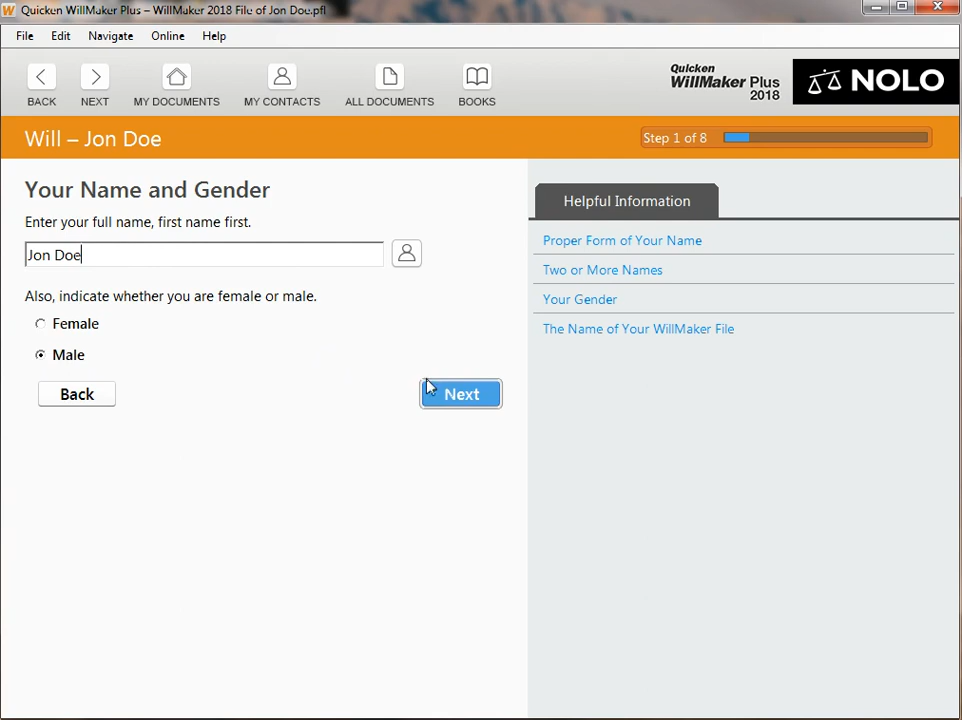 Quicken WillMaker Plus – WillMaker 2018 File of Jon Doe.pfl
File Edit Navigate Online Help
BACK NEXT MY DOCUMENTS MY CONTACTS ALL DOCUMENTS BOOKS
Quicken
WillMaker Plus
2018
NOLO
Will – Jon Doe
Step 1 of 8
Your Name and Gender
Enter your full name, first name first.
Jon Doe
Also, indicate whether you are female or male.
Female
Male
Back
Next
Helpful Information
Proper Form of Your Name
Two or More Names
Your Gender
The Name of Your WillMaker File